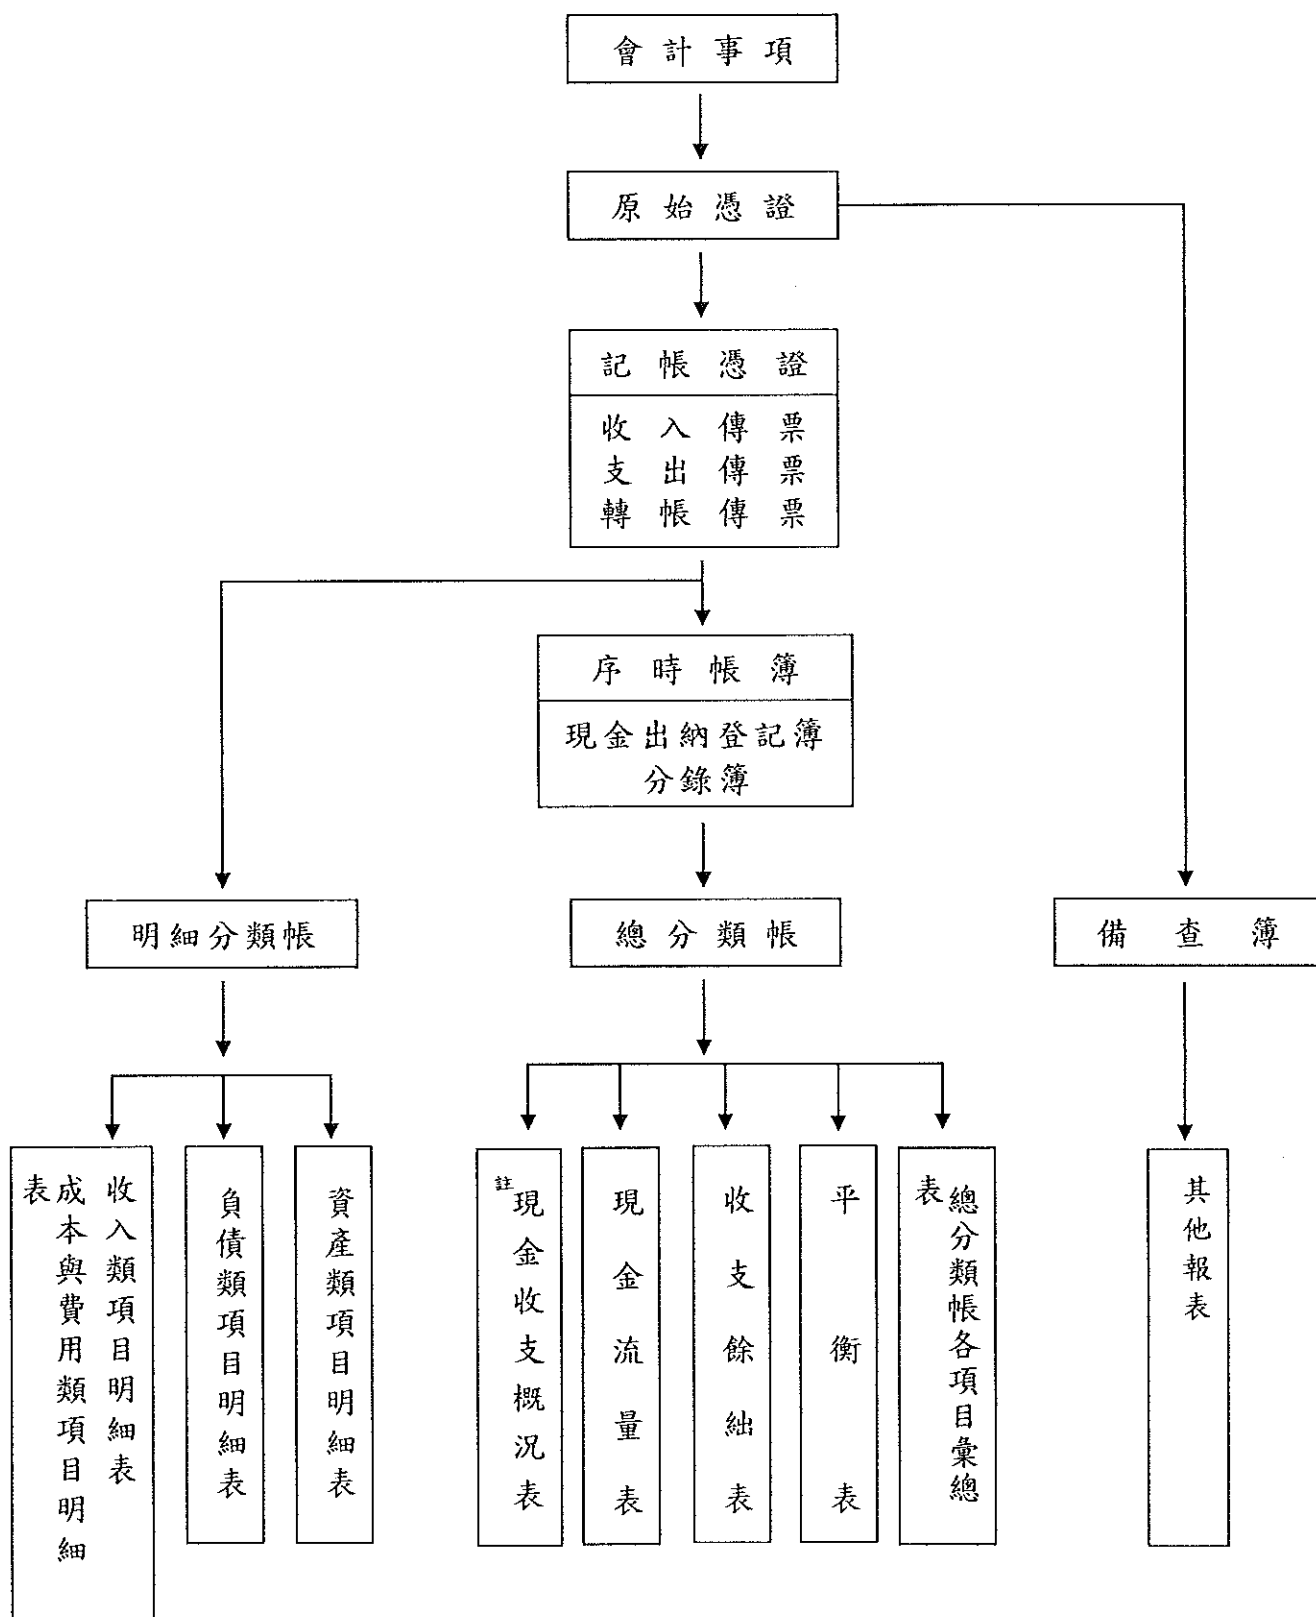 會計事項
原始憑證
記帳憑證
收入傳票
支出傳票
轉帳傳票
序時帳簿
現金出納登記簿
分錄簿
明細分類帳
總分類帳
備查簿
收入類項目明細表
成本與費用類項目明細
表
負債類項目明細表
資產類項目明細表
註
現金收支概況表
現金流量表
收支餘絀表
平衡表
總分類帳各項目彙總
表
其他報表